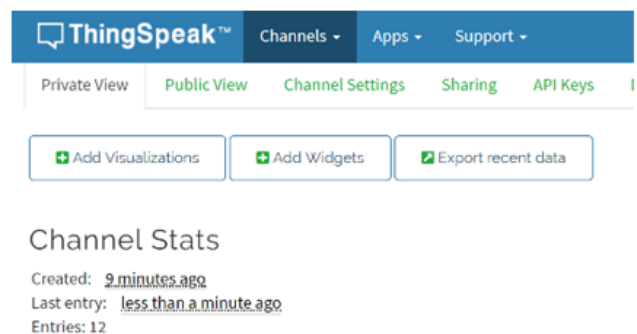 ThingSpeak™ Channels Apps Support
Private View Public View Channel Settings Sharing API Keys
Add Visualizations Add Widgets Export recent data
Channel Stats
Created: 9 minutes ago
Last entry: less than a minute ago
Entries: 12